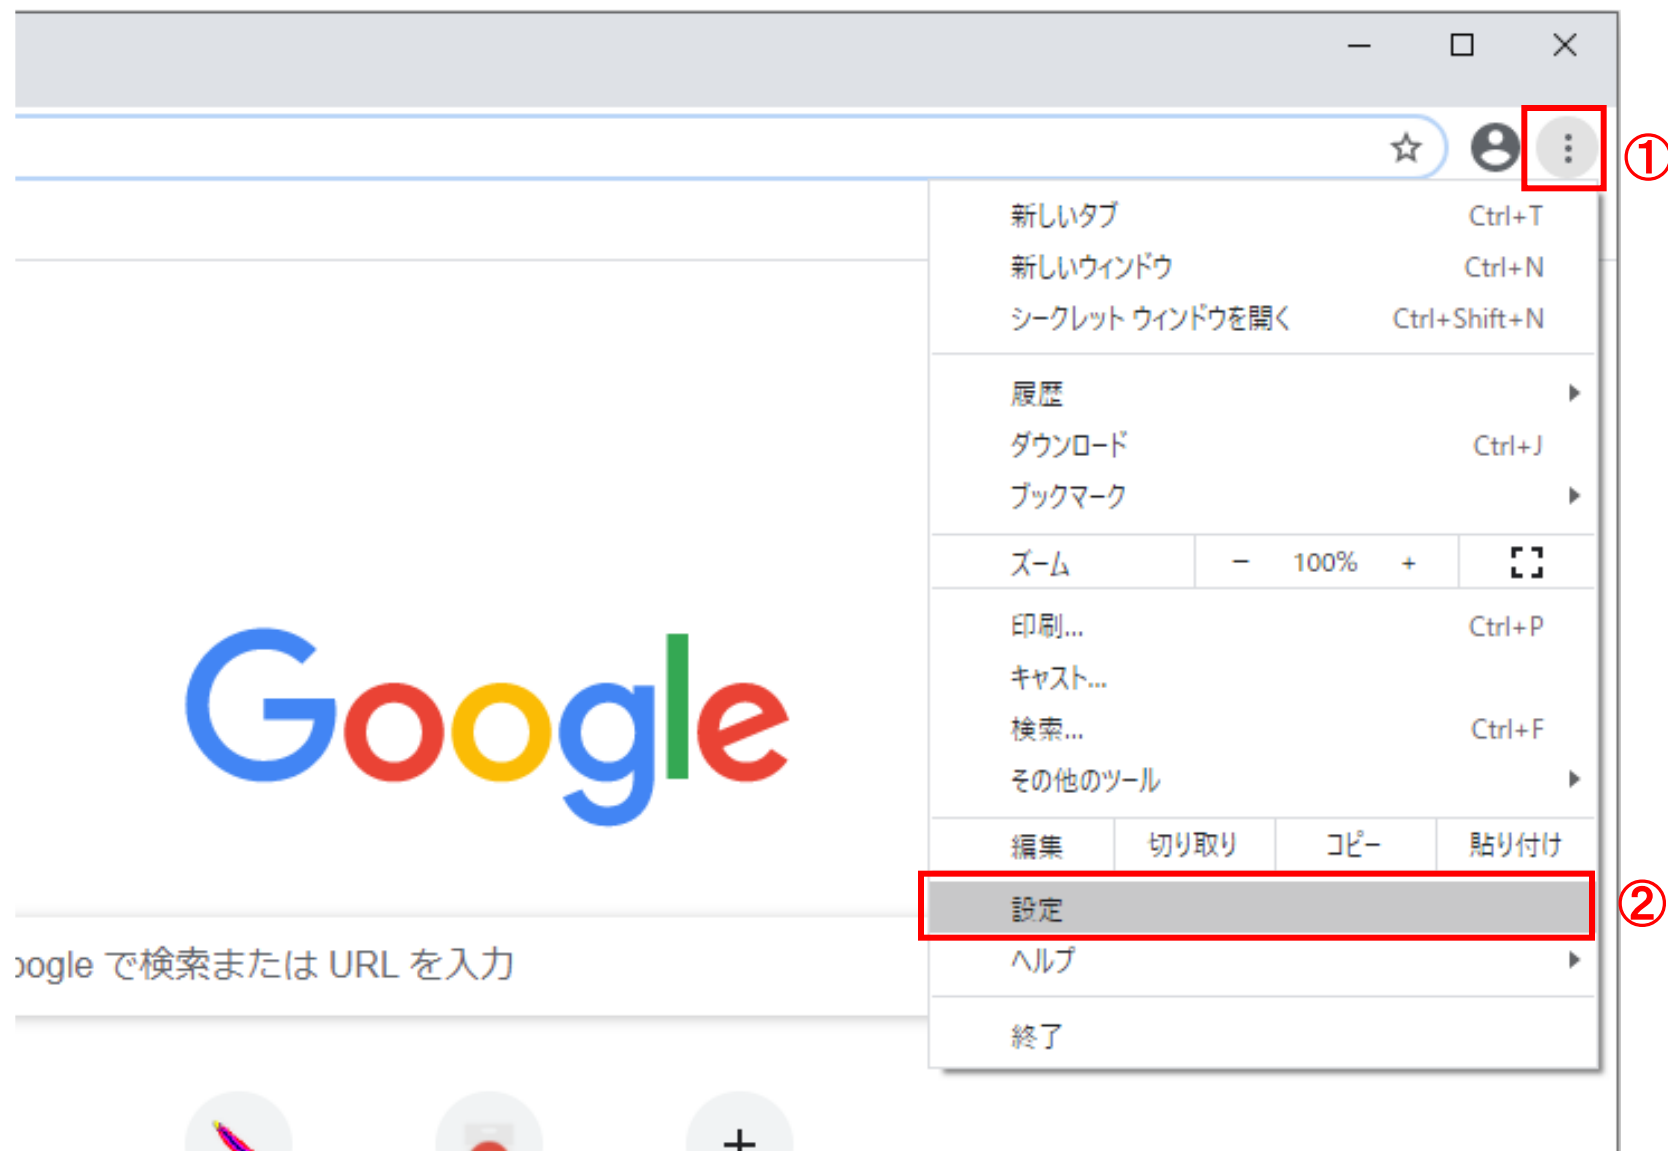 ①
新しいタブ Ctrl+T
新しいウィンドウ Ctrl+N
シークレット ウィンドウを開く Ctrl+Shift+N
履歴
ダウンロード Ctrl+J
ブックマーク
ズーム − 100% +
印刷... Ctrl+P
キャスト...
検索... Ctrl+F
その他のツール
編集 切り取り コピー 貼り付け
設定 ②
ヘルプ
終了
Google
oogle で検索または URL を入力